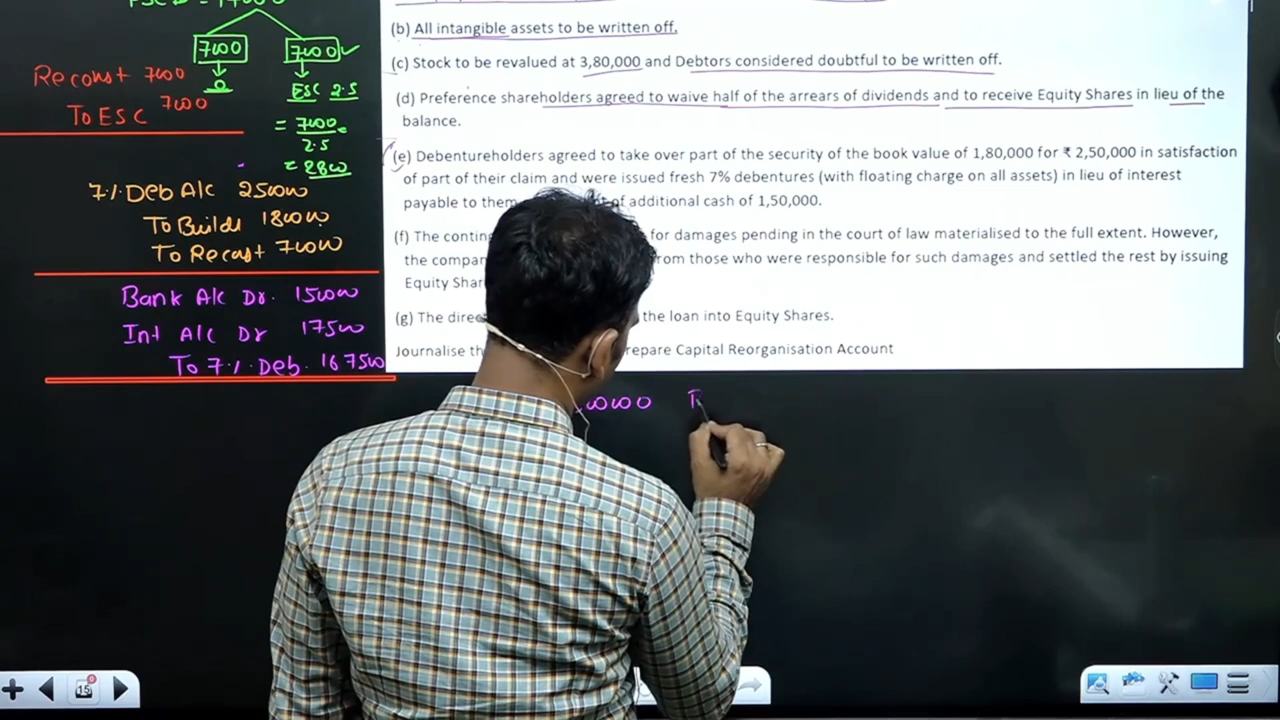 7000 7000
0 ESC 2.5
Reconst 7000
To ESC 7000
= 7000
2.5
= 2800
7% Deb A/c 250000
To Builds 180000
To Reconst 70000
Bank A/c Dr. 150000
Int A/c Dr 17500
To 7% Deb. 167500
(b) All intangible assets to be written off.
(c) Stock to be revalued at 3,80,000 and Debtors considered doubtful to be written off.
(d) Preference shareholders agreed to waive half of the arrears of dividends and to receive Equity Shares in lieu of the
balance.
(e) Debentureholders agreed to take over part of the security of the book value of 1,80,000 for ₹ 2,50,000 in satisfaction
of part of their claim and were issued fresh 7% debentures (with floating charge on all assets) in lieu of interest
payable to them of additional cash of 1,50,000.
(f) The for damages pending in the court of law materialised to the full extent. However,
the from those who were responsible for such damages and settled the rest by issuing
Equity
(g) The the loan into Equity Shares.
Journalise Capital Reorganisation Account
15